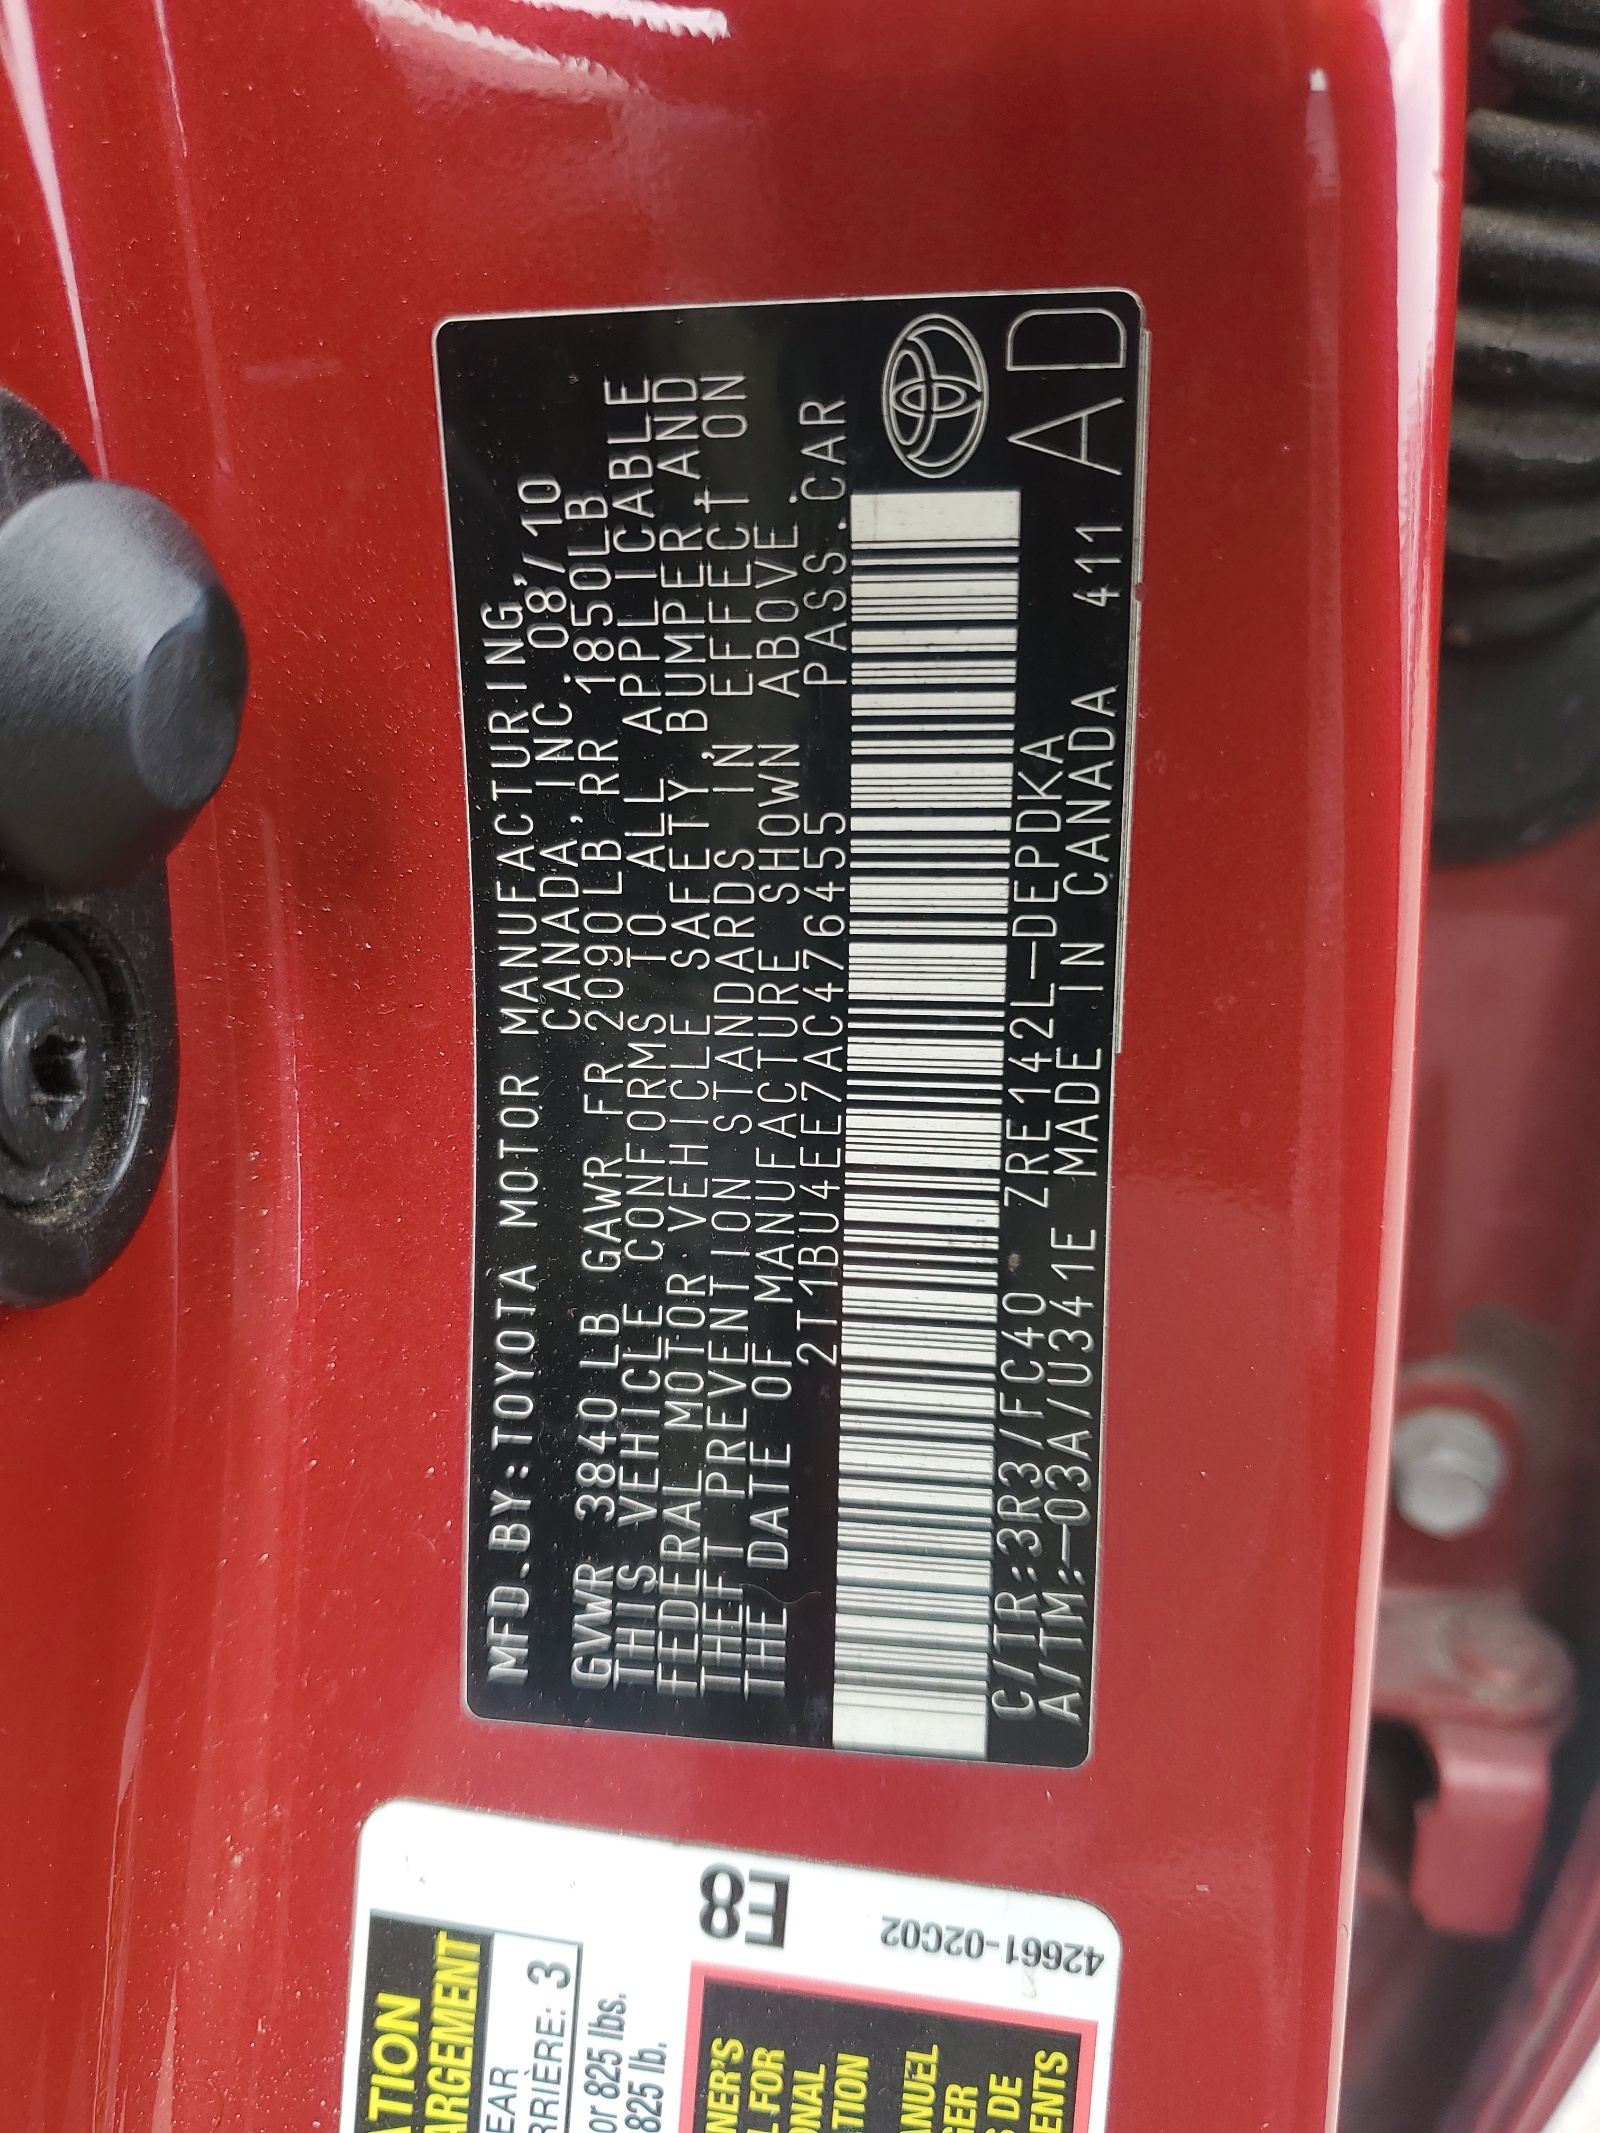 MFD.BY:TOYOTA MOTOR MANUFACTURING,
CANADA, INC. 08/10
GVWR 3840LB GAWR FR 2090LB RR 1850LB
THIS VEHICLE CONFORMS TO ALL APPLICABLE
FEDERAL MOTOR VEHICLE SAFETY, BUMPER, AND
THEFT PREVENTION STANDARDS IN EFFECT ON
THE DATE OF MANUFACTURE SHOWN ABOVE.
2T1BU4EE7AC476455 PASS.CAR
C/TR:3R3/FC40 ZRE142L-DEPDKA
A/TM:-03A/U341E MADE IN CANADA 411
AD
E8
42661-02C02
ATION
ARGEMENT
EAR
RRIÈRE: 3
or 825 lbs.
825 lb.
NER'S
L FOR
ONAL
TION
ANUEL
GER
S DE
ENTS